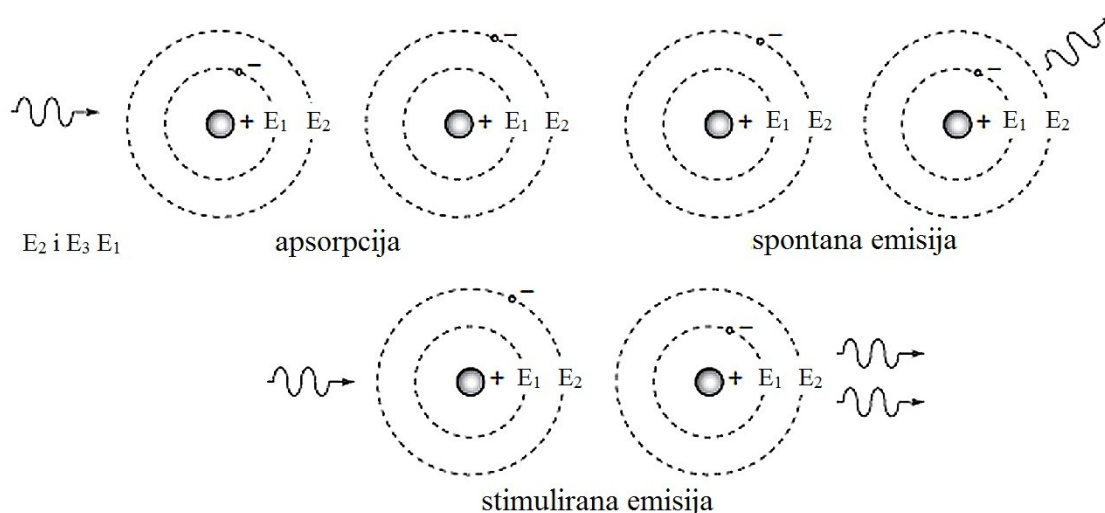 − − − −
+ E₁ E₂ + E₁ E₂ + E₁ E₂ + E₁ E₂
E₂ i E₃ E₁ apsorpcija spontana emisija
− −
+ E₁ E₂ + E₁ E₂
stimulirana emisija